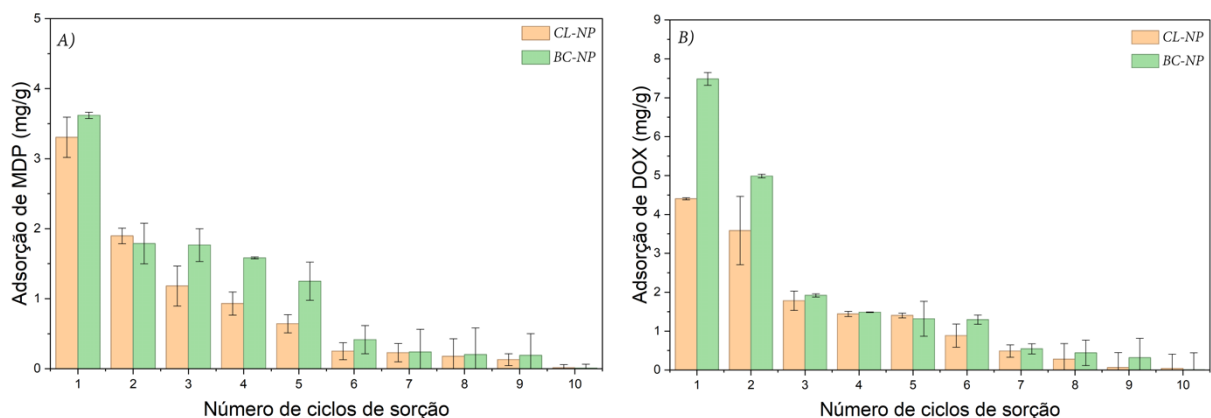 A)
CL-NP
BC-NP
Adsorção de MDP (mg/g)
5
4
3
2
1
0
1 2 3 4 5 6 7 8 9 10
Número de ciclos de sorção
B)
CL-NP
BC-NP
Adsorção de DOX (mg/g)
9
8
7
6
5
4
3
2
1
0
1 2 3 4 5 6 7 8 9 10
Número de ciclos de sorção